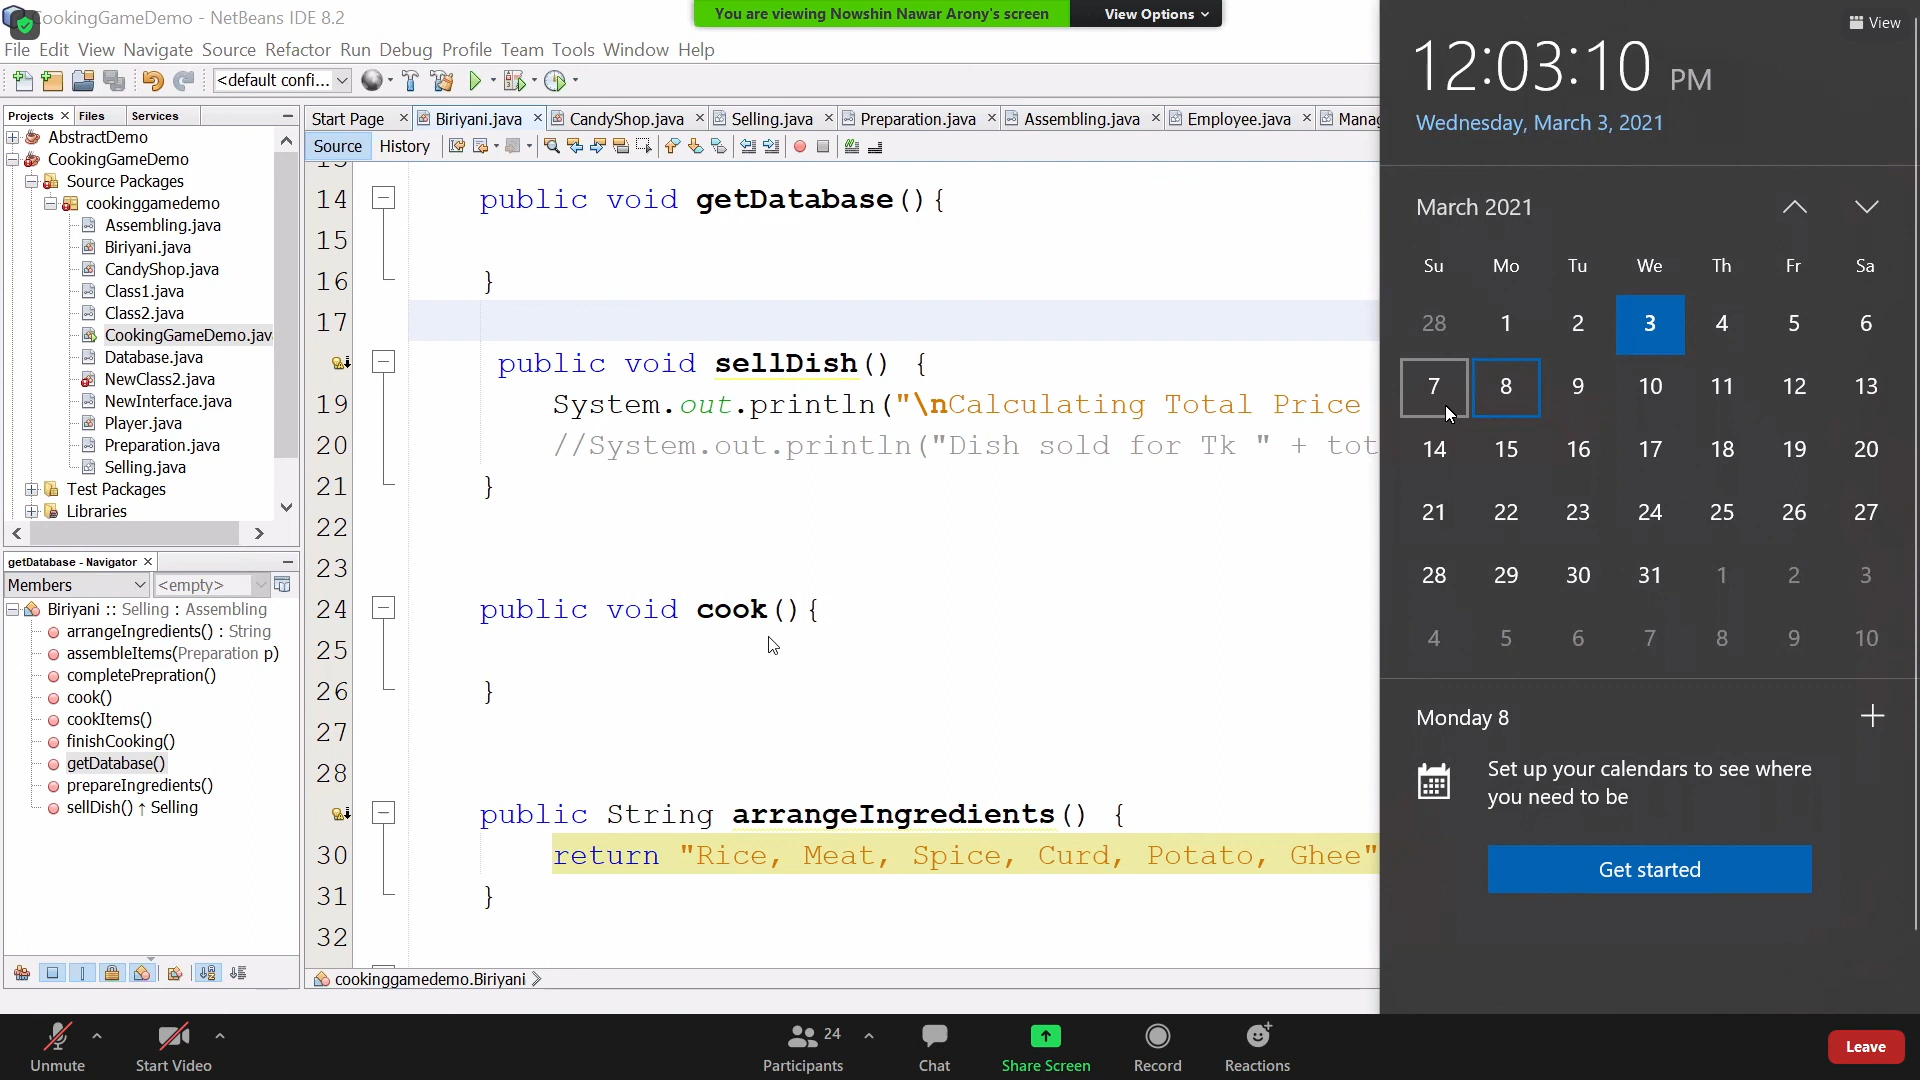 CookingGameDemo - NetBeans IDE 8.2
You are viewing Nowshin Nawar Arony's screen
View Options
View
File Edit View Navigate Source Refactor Run Debug Profile Team Tools Window Help
<default confi...
Projects
Files
Services
AbstractDemo
CookingGameDemo
Source Packages
cookinggamedemo
Assembling.java
Biriyani.java
CandyShop.java
Class1.java
Class2.java
CookingGameDemo.jav
Database.java
NewClass2.java
NewInterface.java
Player.java
Preparation.java
Selling.java
Test Packages
Libraries
getDatabase - Navigator
Members
<empty>
Biriyani :: Selling : Assembling
arrangeIngredients() : String
assembleItems(Preparation p)
completePrepration()
cook()
cookItems()
finishCooking()
getDatabase()
prepareIngredients()
sellDish() ↑ Selling
Start Page
Biriyani.java
CandyShop.java
Selling.java
Preparation.java
Assembling.java
Employee.java
Manag
Source
History
14 public void getDatabase(){
15
16 }
17
public void sellDish() {
19 System.out.println("\nCalculating Total Price
20 //System.out.println("Dish sold for Tk " + tot
21 }
22
23
24 public void cook(){
25
26 }
27
28
public String arrangeIngredients() {
30 return "Rice, Meat, Spice, Curd, Potato, Ghee"
31 }
32
cookinggamedemo.Biriyani
12:03:10 PM
Wednesday, March 3, 2021
March 2021
Su Mo Tu We Th Fr Sa
28 1 2 3 4 5 6
7 8 9 10 11 12 13
14 15 16 17 18 19 20
21 22 23 24 25 26 27
28 29 30 31 1 2 3
4 5 6 7 8 9 10
Monday 8
Set up your calendars to see where
you need to be
Get started
Unmute
Start Video
24
Participants
Chat
Share Screen
Record
Reactions
Leave